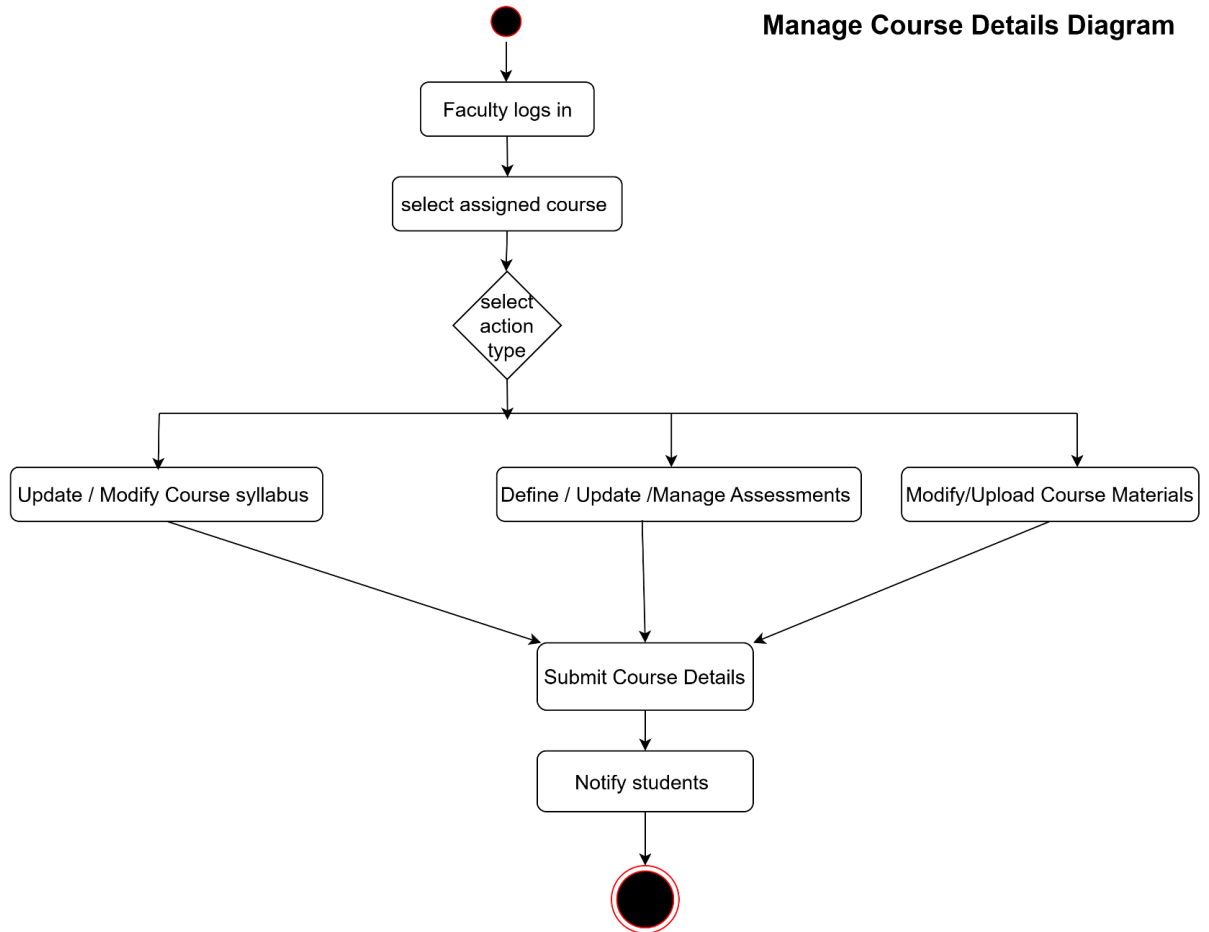 Manage Course Details Diagram
Faculty logs in
select assigned course
select
action
type
Update / Modify Course syllabus
Define / Update /Manage Assessments
Modify/Upload Course Materials
Submit Course Details
Notify students